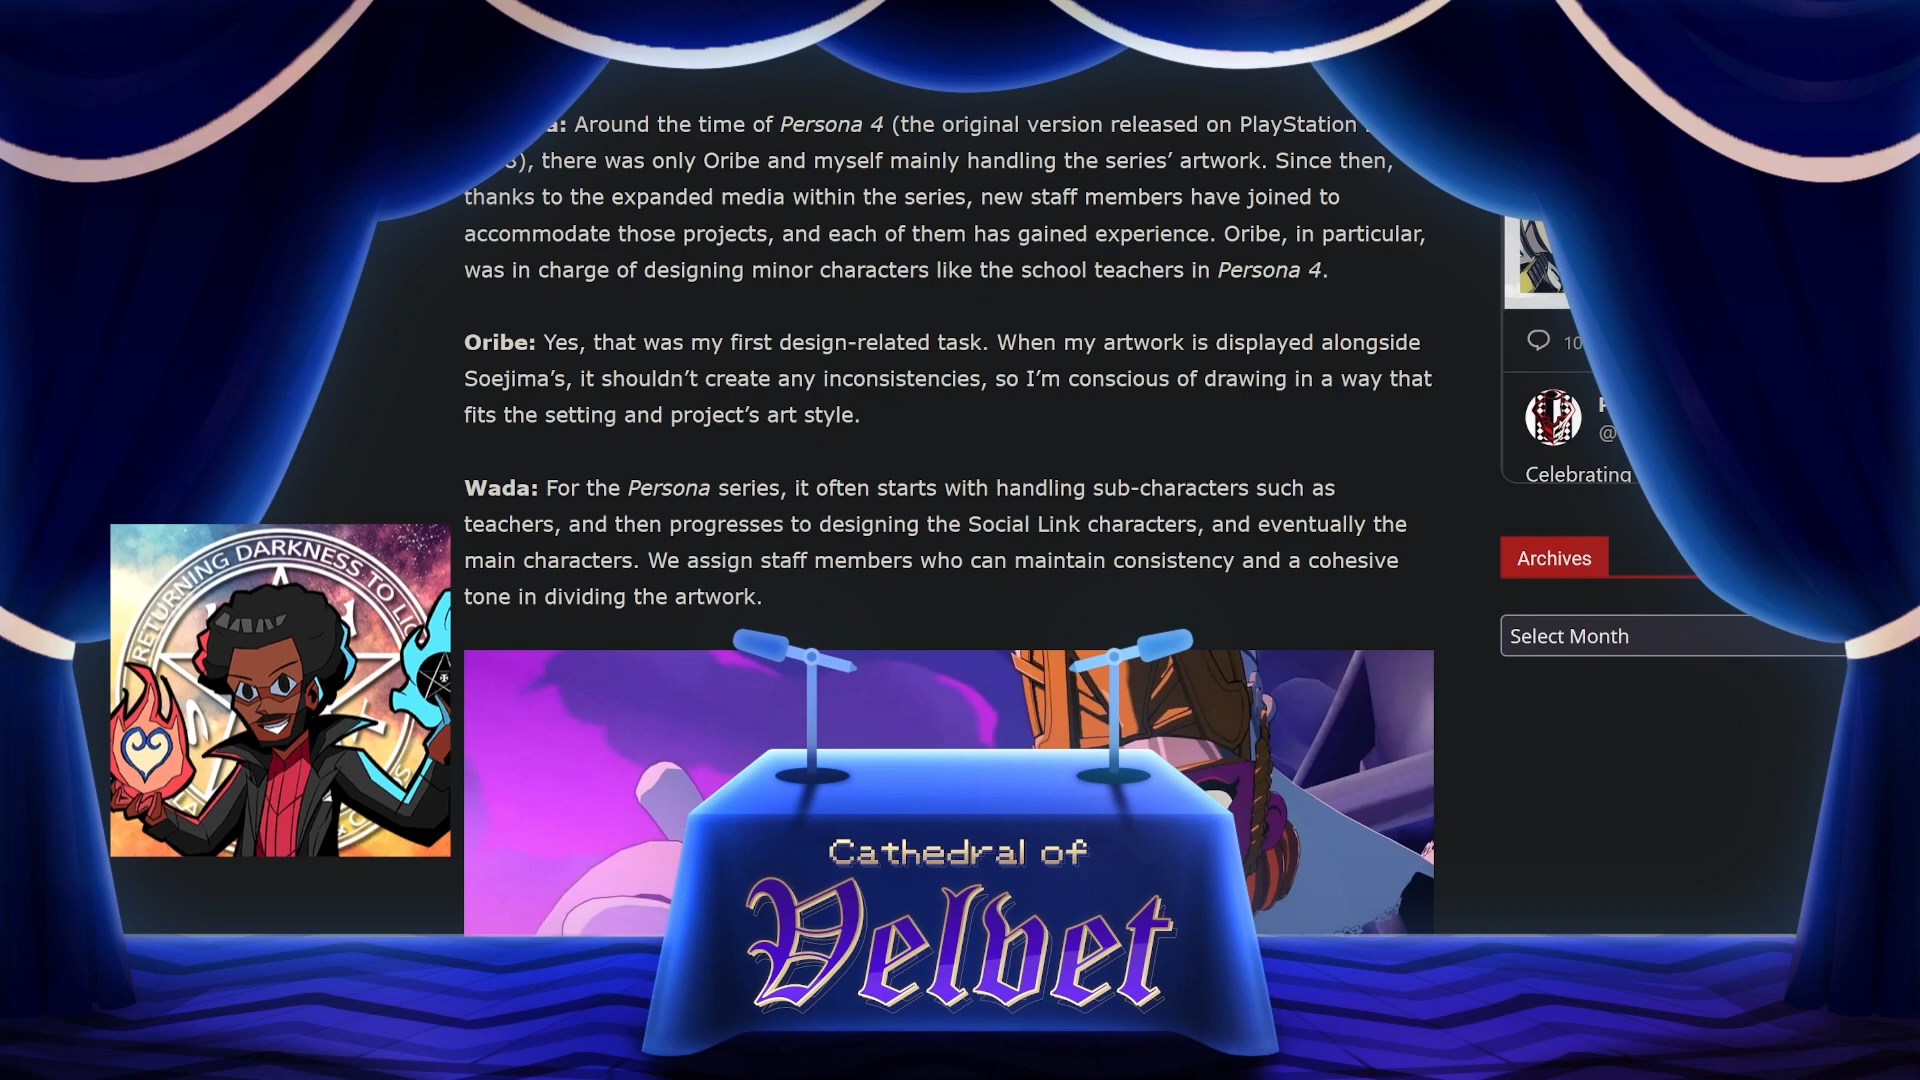 a: Around the time of Persona 4 (the original version released on PlayStation
), there was only Oribe and myself mainly handling the series’ artwork. Since then,
thanks to the expanded media within the series, new staff members have joined to
accommodate those projects, and each of them has gained experience. Oribe, in particular,
was in charge of designing minor characters like the school teachers in Persona 4.
Oribe: Yes, that was my first design-related task. When my artwork is displayed alongside
Soejima’s, it shouldn’t create any inconsistencies, so I’m conscious of drawing in a way that
fits the setting and project’s art style.
Wada: For the Persona series, it often starts with handling sub-characters such as
teachers, and then progresses to designing the Social Link characters, and eventually the
main characters. We assign staff members who can maintain consistency and a cohesive
tone in dividing the artwork.
10
@
Celebrating
Archives
Select Month
RETURNING DARKNESS TO
Cathedral of
Velvet